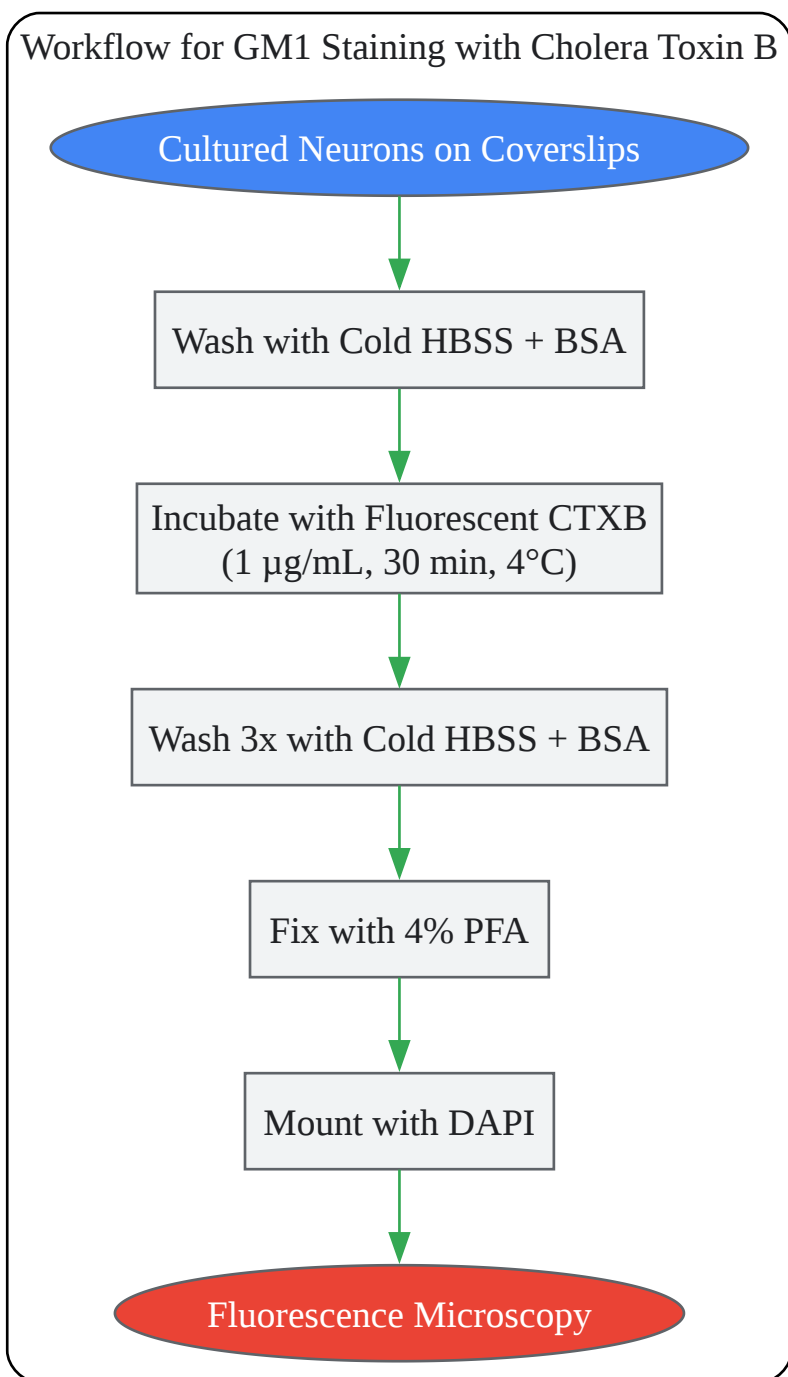 Workflow for GM1 Staining with Cholera Toxin B
Cultured Neurons on Coverslips
Wash with Cold HBSS + BSA
Incubate with Fluorescent CTXB
(1 µg/mL, 30 min, 4°C)
Wash 3x with Cold HBSS + BSA
Fix with 4% PFA
Mount with DAPI
Fluorescence Microscopy